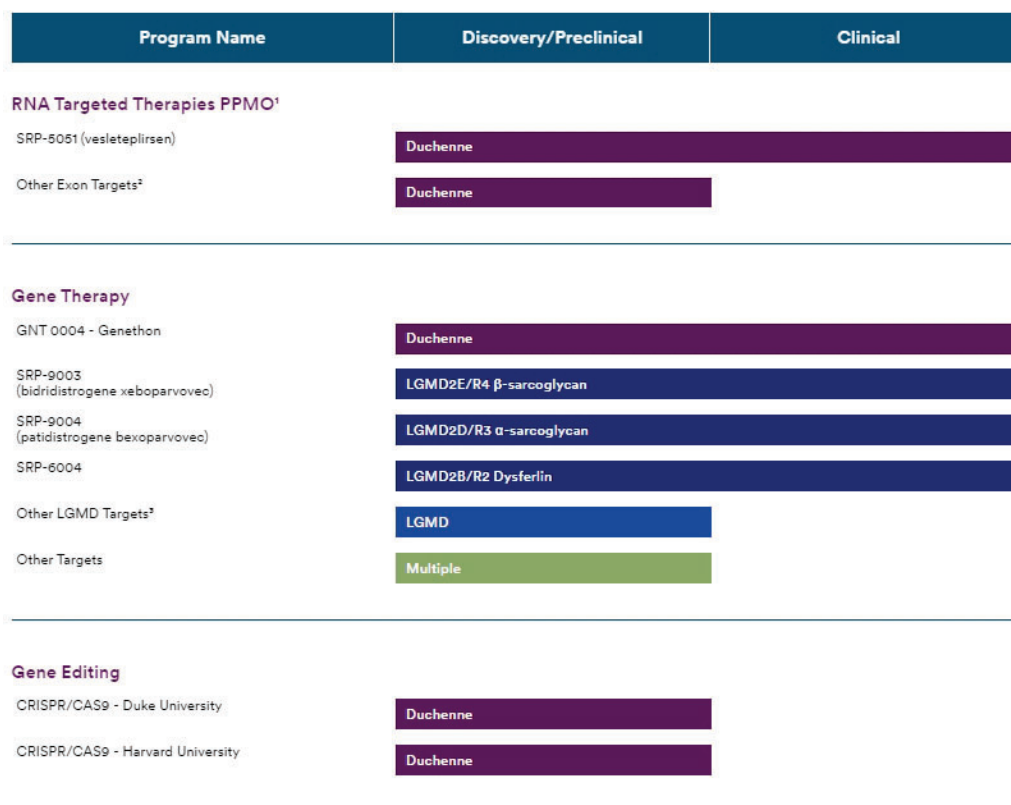 Program Name Discovery/Preclinical Clinical
RNA Targeted Therapies PPMO¹
SRP-5051 (vesleteplirsen) Duchenne
Other Exon Targets² Duchenne
Gene Therapy
GNT 0004 - Genethon Duchenne
SRP-9003
(bidridistrogene xeboparvovec) LGMD2E/R4 β-sarcoglycan
SRP-9004
(patidistrogene bexoparvovec) LGMD2D/R3 α-sarcoglycan
SRP-6004 LGMD2B/R2 Dysferlin
Other LGMD Targets³ LGMD
Other Targets Multiple
Gene Editing
CRISPR/CAS9 - Duke University Duchenne
CRISPR/CAS9 - Harvard University Duchenne